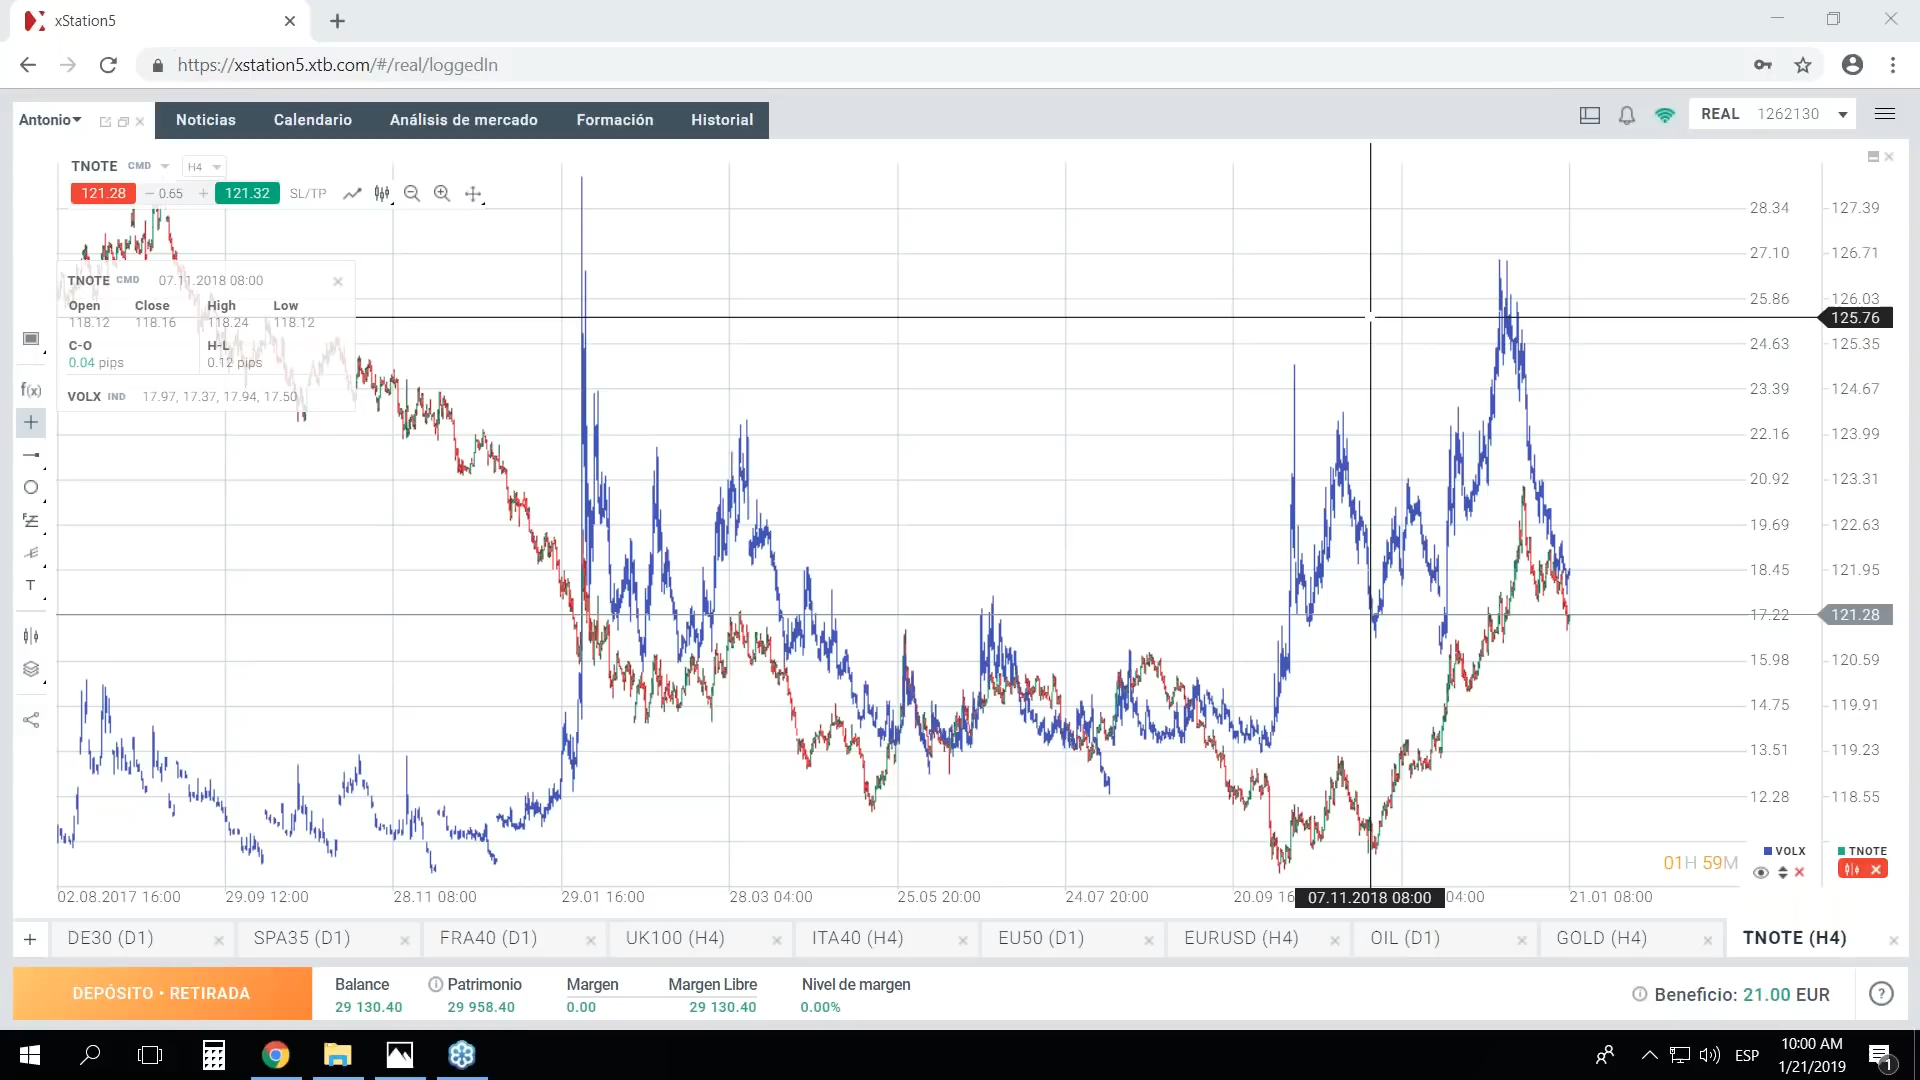 xStation5
https://xstation5.xtb.com/#/real/loggedIn
Antonio
Noticias
Calendario
Análisis de mercado
Formación
Historial
REAL 1262130
TNOTE CMD H4
121.28 – 0.65 + 121.32 SL/TP
TNOTE CMD 07.11.2018 08:00
Open Close High Low
118.12 118.16 118.24 118.12
C-O H-L
0.04 pips 0.12 pips
VOLX IND 17.97, 17.37, 17.94, 17.50
f(x)
T
28.34 127.39
27.10 126.71
25.86 126.03
125.76
24.63 125.35
23.39 124.67
22.16 123.99
20.92 123.31
19.69 122.63
18.45 121.95
17.22 121.28
15.98 120.59
14.75 119.91
13.51 119.23
12.28 118.55
VOLX TNOTE
01H 59M
02.08.2017 16:00
29.09 12:00
28.11 08:00
29.01 16:00
28.03 04:00
25.05 20:00
24.07 20:00
20.09 16
07.11.2018 08:00
04:00
21.01 08:00
+ DE30 (D1) SPA35 (D1) FRA40 (D1) UK100 (H4) ITA40 (H4) EU50 (D1) EURUSD (H4) OIL (D1) GOLD (H4) TNOTE (H4)
DEPÓSITO • RETIRADA
Balance Patrimonio Margen Margen Libre Nivel de margen
29 130.40 29 958.40 0.00 29 130.40 0.00%
Beneficio: 21.00 EUR
ESP
10:00 AM
1/21/2019
1